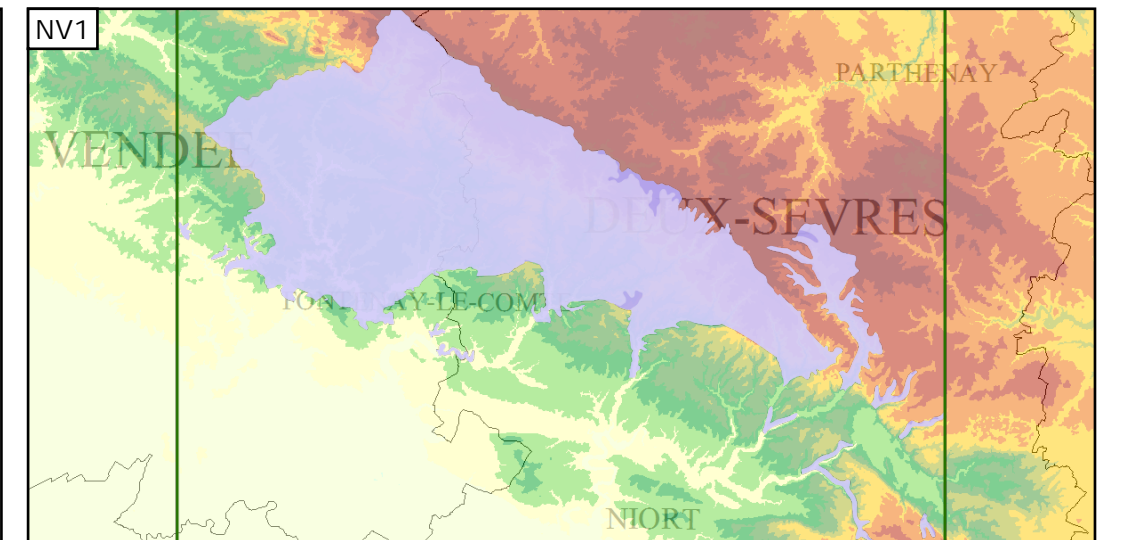 NV1
PARTHENAY
VENDEE
DEUX-SEVRES
FONTENAY-LE-COMTE
NIORT